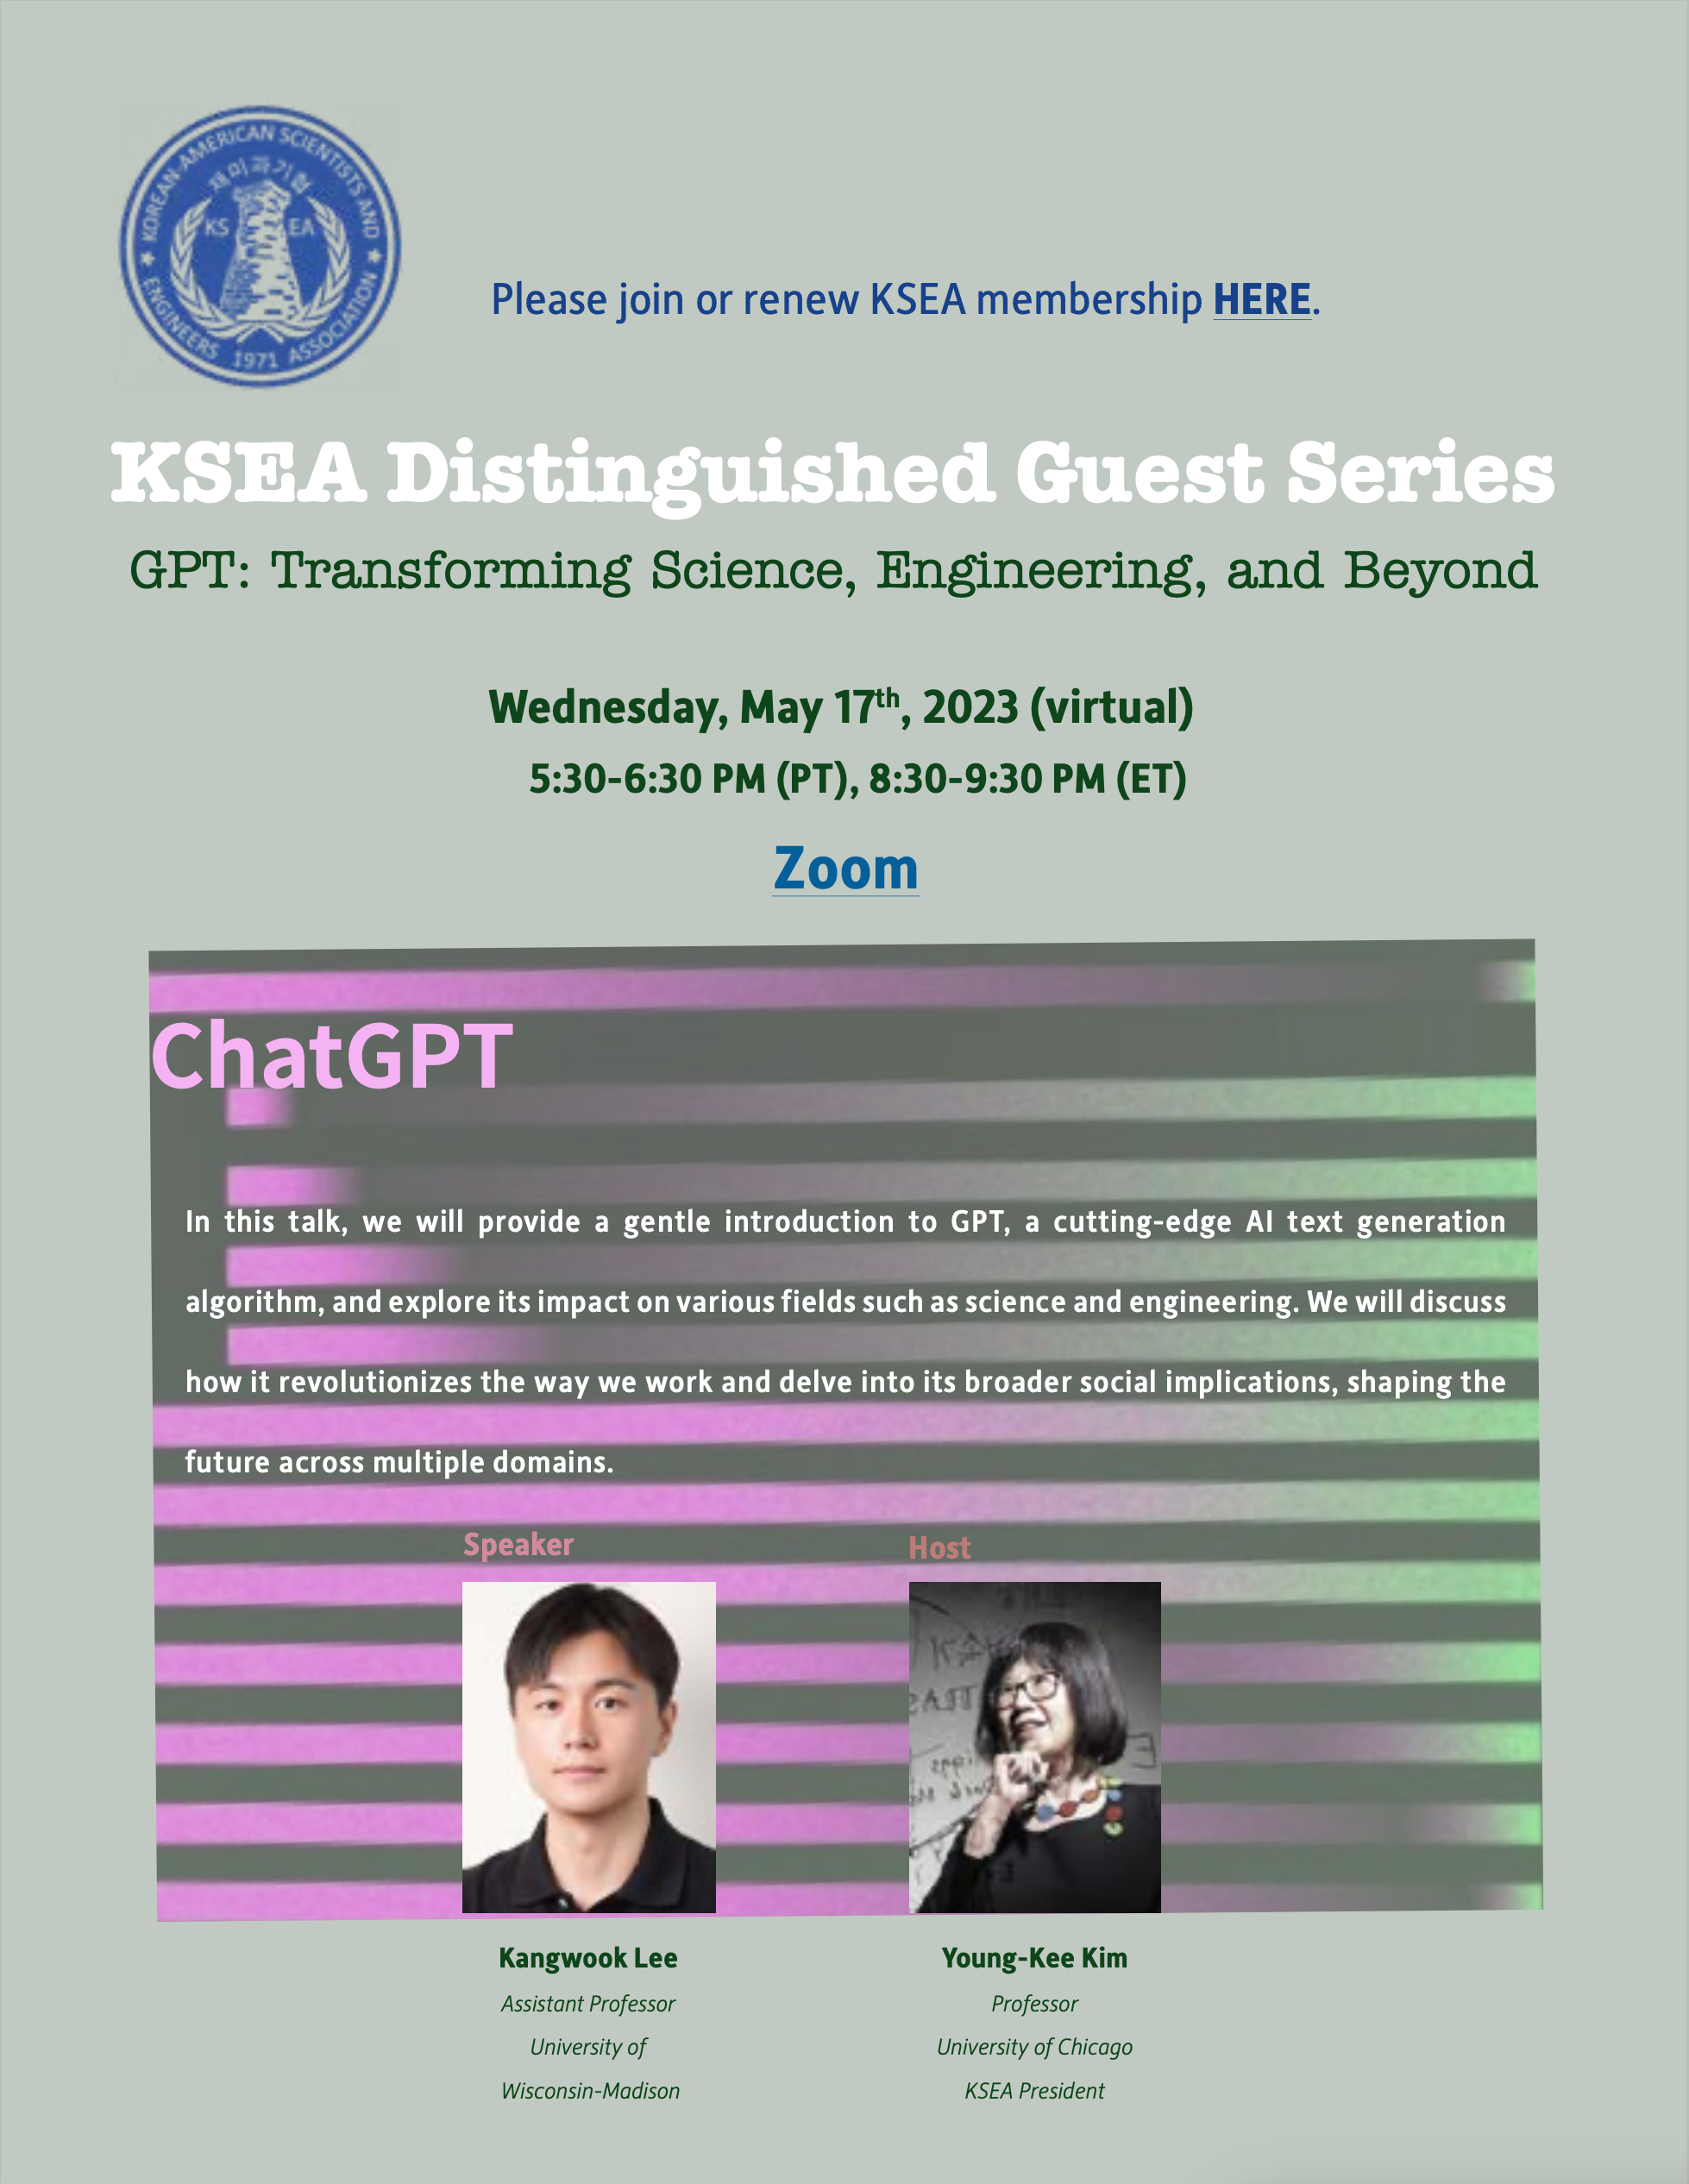 KOREAN-AMERICAN SCIENTISTS AND
ENGINEERS 1971 ASSOCIATION
재미과기협
KS EA
Please join or renew KSEA membership HERE.
KSEA Distinguished Guest Series
GPT: Transforming Science, Engineering, and Beyond
Wednesday, May 17th, 2023 (virtual)
5:30-6:30 PM (PT), 8:30-9:30 PM (ET)
Zoom
ChatGPT
In this talk, we will provide a gentle introduction to GPT, a cutting-edge AI text generation
algorithm, and explore its impact on various fields such as science and engineering. We will discuss
how it revolutionizes the way we work and delve into its broader social implications, shaping the
future across multiple domains.
Speaker
Host
Kangwook Lee
Assistant Professor
University of
Wisconsin-Madison
Young-Kee Kim
Professor
University of Chicago
KSEA President